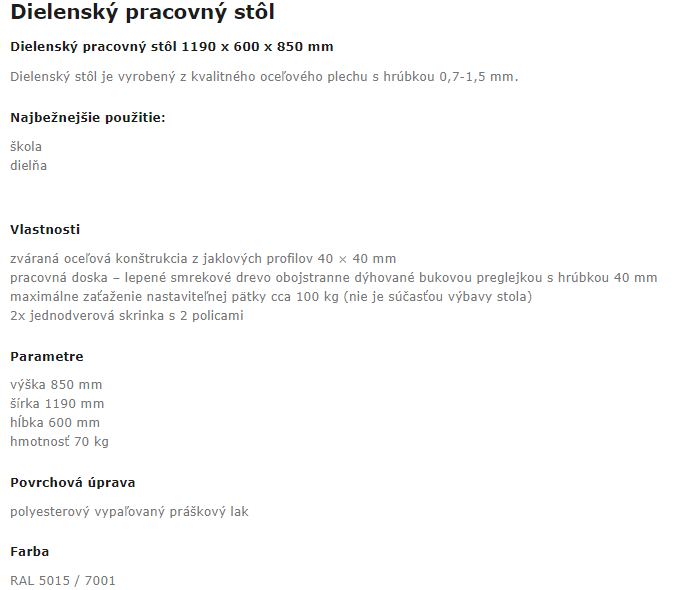 Dielenský pracovný stôl
Dielenský pracovný stôl 1190 x 600 x 850 mm
Dielenský stôl je vyrobený z kvalitného oceľového plechu s hrúbkou 0,7-1,5 mm.
Najbežnejšie použitie:
škola
dielňa
Vlastnosti
zváraná oceľová konštrukcia z jaklových profilov 40 × 40 mm
pracovná doska – lepené smrekové drevo obojstranne dýhované bukovou preglejkou s hrúbkou 40 mm
maximálne zaťaženie nastaviteľnej pätky cca 100 kg (nie je súčasťou výbavy stola)
2x jednodverová skrinka s 2 policami
Parametre
výška 850 mm
šírka 1190 mm
hĺbka 600 mm
hmotnosť 70 kg
Povrchová úprava
polyesterový vypaľovaný práškový lak
Farba
RAL 5015 / 7001